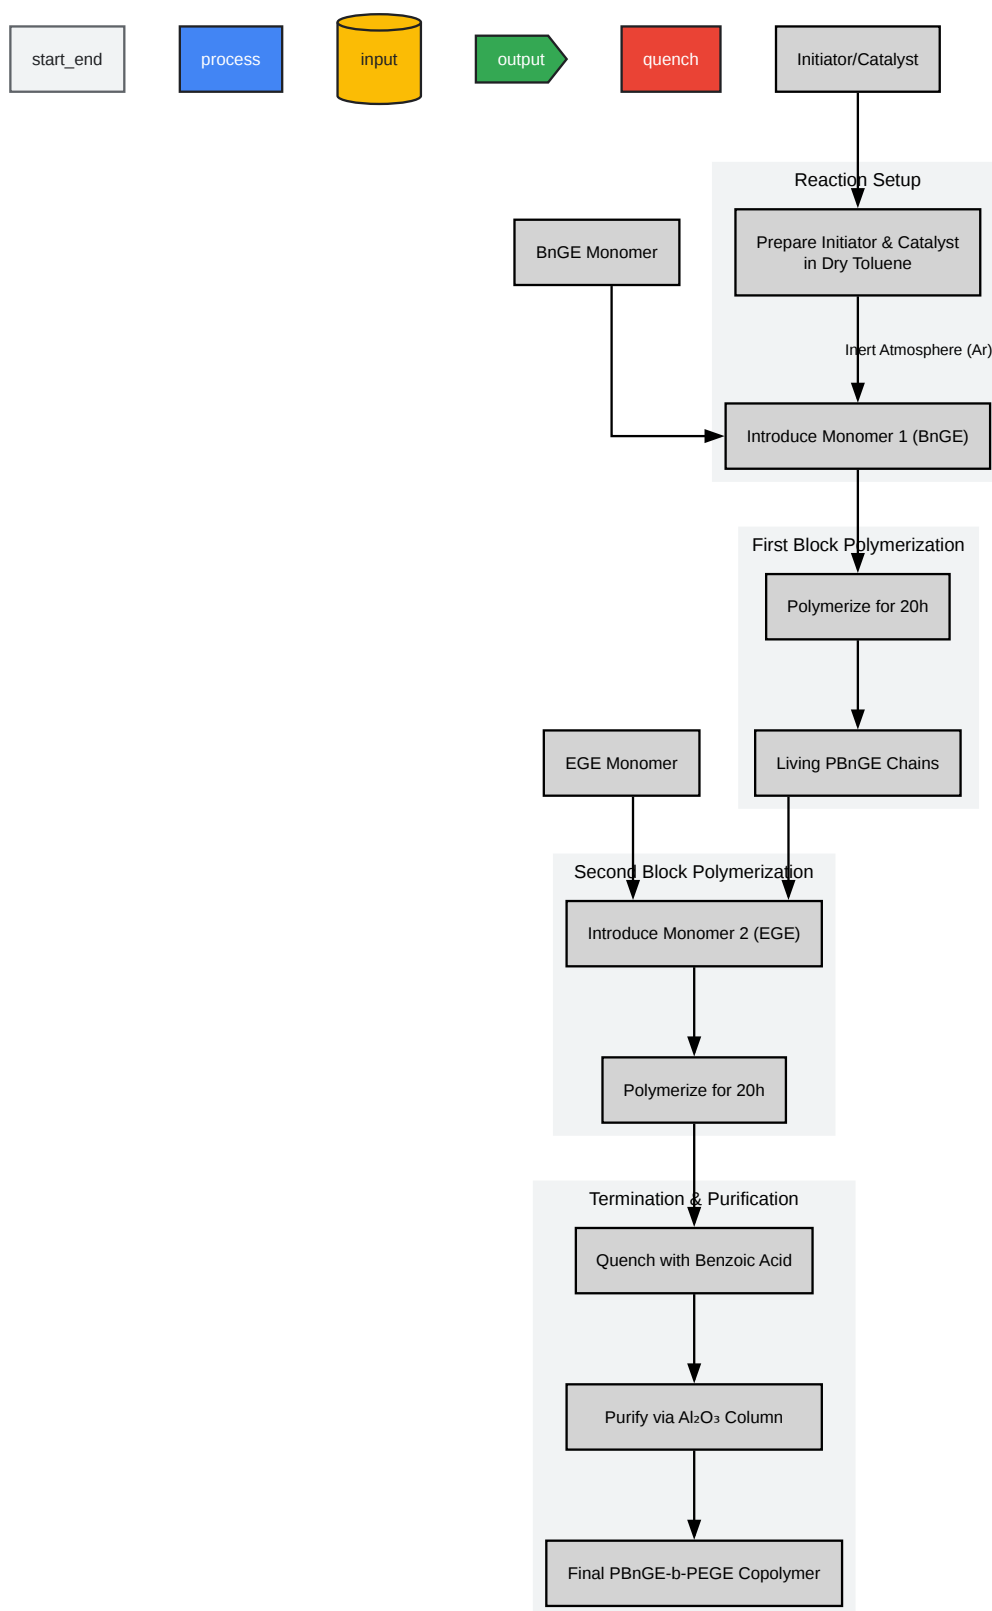 start_end
process
input
output
quench
Initiator/Catalyst
Reaction Setup
Prepare Initiator & Catalyst
in Dry Toluene
BnGE Monomer
Inert Atmosphere (Ar)
Introduce Monomer 1 (BnGE)
First Block Polymerization
Polymerize for 20h
EGE Monomer
Living PBnGE Chains
Second Block Polymerization
Introduce Monomer 2 (EGE)
Polymerize for 20h
Termination & Purification
Quench with Benzoic Acid
Purify via Al₂O₃ Column
Final PBnGE-b-PEGE Copolymer